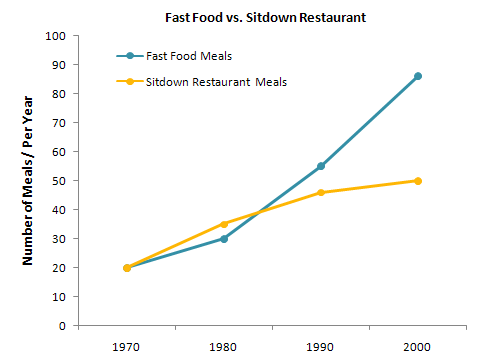 Fast Food vs. Sitdown Restaurant
100
90
80
70
60
50
40
30
20
10
0
Number of Meals / Per Year
Fast Food Meals
Sitdown Restaurant Meals
1970 1980 1990 2000